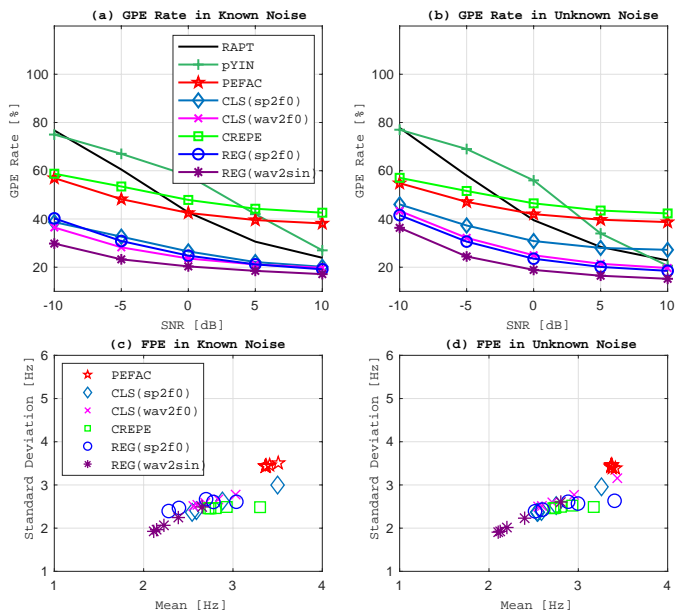 (a) GPE Rate in Known Noise
GPE Rate [%]
100
80
60
40
20
-10
-5
0
5
10
SNR [dB]
RAPT
pYIN
PEFAC
CLS(sp2f0)
CLS(wav2f0)
CREPE
REG(sp2f0)
REG(wav2sin)
(b) GPE Rate in Unknown Noise
GPE Rate [%]
100
80
60
40
20
-10
-5
0
5
10
SNR [dB]
(c) FPE in Known Noise
Standard Deviation [Hz]
6
5
4
3
2
1
1
2
3
4
Mean [Hz]
PEFAC
CLS(sp2f0)
CLS(wav2f0)
CREPE
REG(sp2f0)
REG(wav2sin)
(d) FPE in Unknown Noise
Standard Deviation [Hz]
6
5
4
3
2
1
1
2
3
4
Mean [Hz]